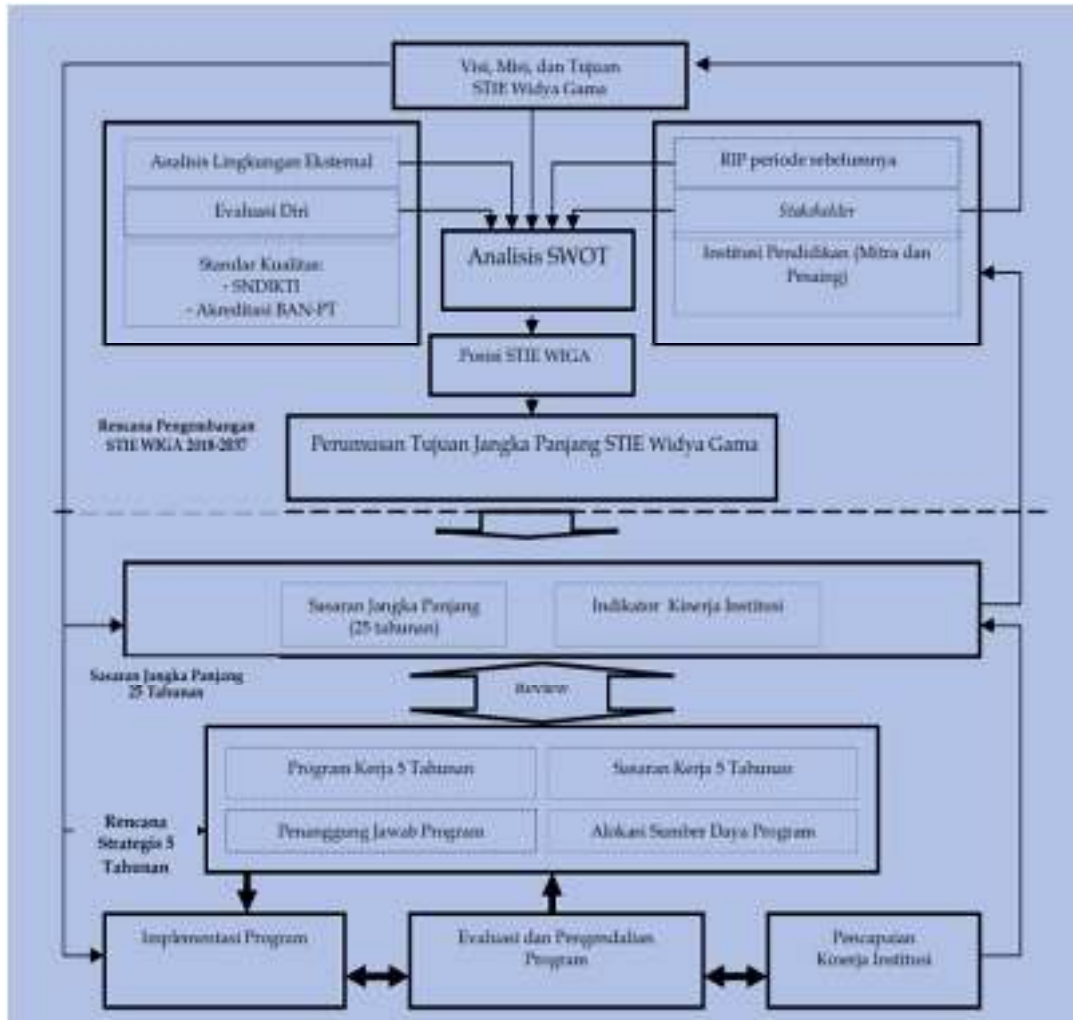 Visi, Misi, dan Tujuan
STIE Widya Gama
Analisis Lingkungan Eksternal
Evaluasi Diri
Standar Kualitas:
- SNDIKTI
- Akreditasi BAN-PT
RIP periode sebelumnya
Stakeholder
Institusi Pendidikan (Mitra dan
Pesaing)
Analisis SWOT
Posisi STIE WIGA
Rencana Pengembangan
STIE WIGA 2018-2037
Perumusan Tujuan Jangka Panjang STIE Widya Gama
Sasaran Jangka Panjang
(25 tahunan)
Indikator Kinerja Institusi
Sasaran Jangka Panjang
25 Tahunan
Review
Program Kerja 5 Tahunan
Sasaran Kerja 5 Tahunan
Penanggung Jawab Program
Alokasi Sumber Daya Program
Rencana
Strategis 5
Tahunan
Implementasi Program
Evaluasi dan Pengendalian
Program
Pencapaian
Kinerja Institusi